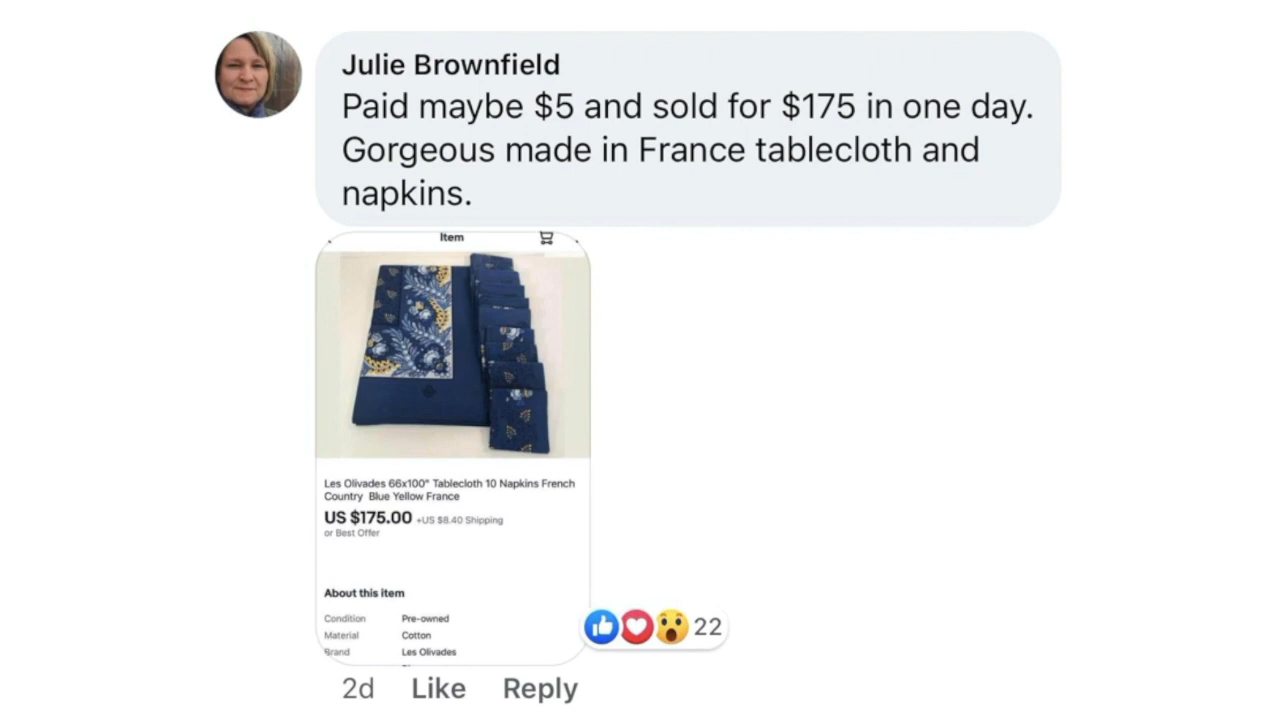 Julie Brownfield
Paid maybe $5 and sold for $175 in one day.
Gorgeous made in France tablecloth and
napkins.
Item
Les Olivades 66x100" Tablecloth 10 Napkins French
Country Blue Yellow France
US $175.00 +US $8.40 Shipping
or Best Offer
About this item
Condition Pre-owned
Material Cotton
Brand Les Olivades
22
2d Like Reply